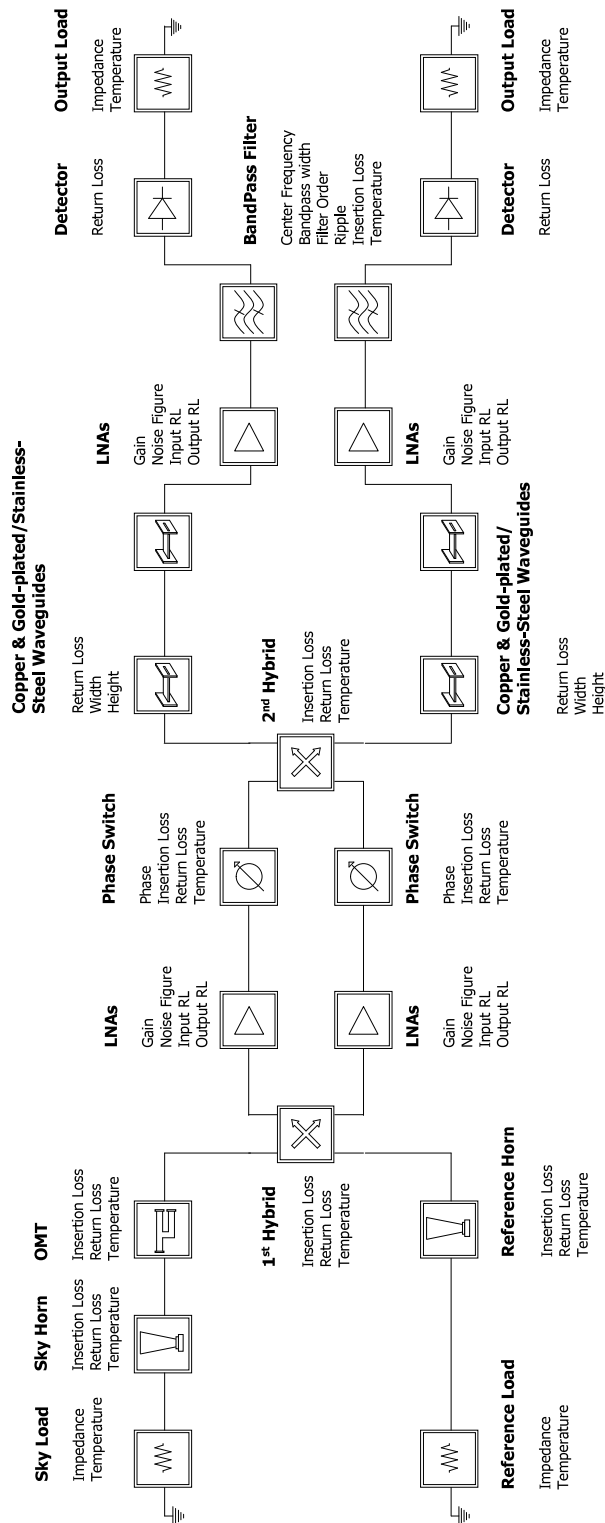 Sky Load
Impedance
Temperature
Sky Horn
Insertion Loss
Return Loss
Temperature
OMT
Insertion Loss
Return Loss
Temperature
1st Hybrid
Insertion Loss
Return Loss
Temperature
Reference Load
Impedance
Temperature
Reference Horn
Insertion Loss
Return Loss
Temperature
LNAs
Gain
Noise Figure
Input RL
Output RL
LNAs
Gain
Noise Figure
Input RL
Output RL
Phase Switch
Phase
Insertion Loss
Return Loss
Temperature
Phase Switch
Phase
Insertion Loss
Return Loss
Temperature
2nd Hybrid
Insertion Loss
Return Loss
Temperature
Copper & Gold-plated/Stainless-
Steel Waveguides
Return Loss
Width
Height
Copper & Gold-plated/
Stainless-Steel Waveguides
Return Loss
Width
Height
LNAs
Gain
Noise Figure
Input RL
Output RL
LNAs
Gain
Noise Figure
Input RL
Output RL
BandPass Filter
Center Frequency
Bandpass width
Filter Order
Ripple
Insertion Loss
Temperature
Detector
Return Loss
Output Load
Impedance
Temperature
Detector
Return Loss
Output Load
Impedance
Temperature